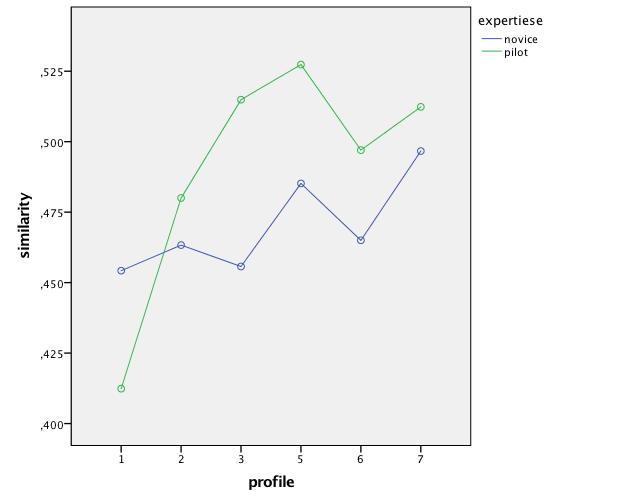 expertiese
novice
pilot
,525
,500
,475
,450
,425
,400
similarity
1 2 3 5 6 7
profile